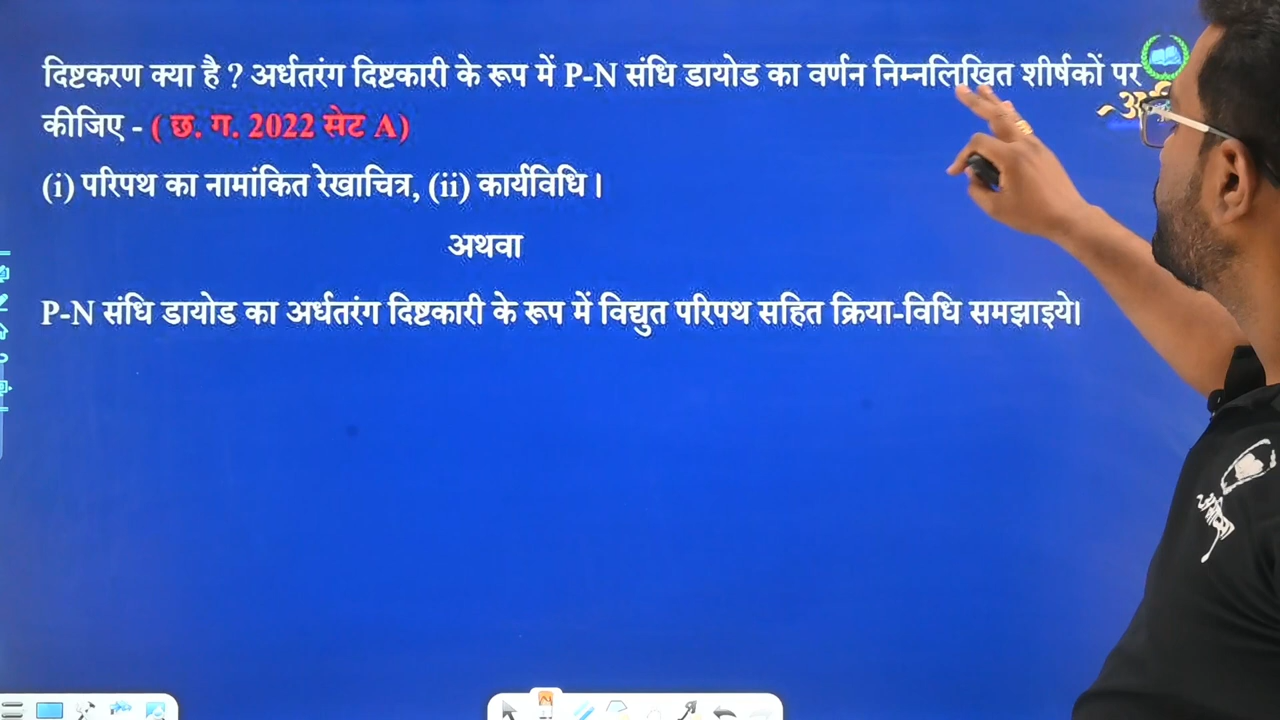 दिष्टकरण क्या है ? अर्धतरंग दिष्टकारी के रूप में P-N संधि डायोड का वर्णन निम्नलिखित शीर्षकों पर
कीजिए - ( छ. ग. 2022 सेट A)
(i) परिपथ का नामांकित रेखाचित्र, (ii) कार्यविधि ।
अथवा
P-N संधि डायोड का अर्धतरंग दिष्टकारी के रूप में विद्युत परिपथ सहित क्रिया-विधि समझाइये।